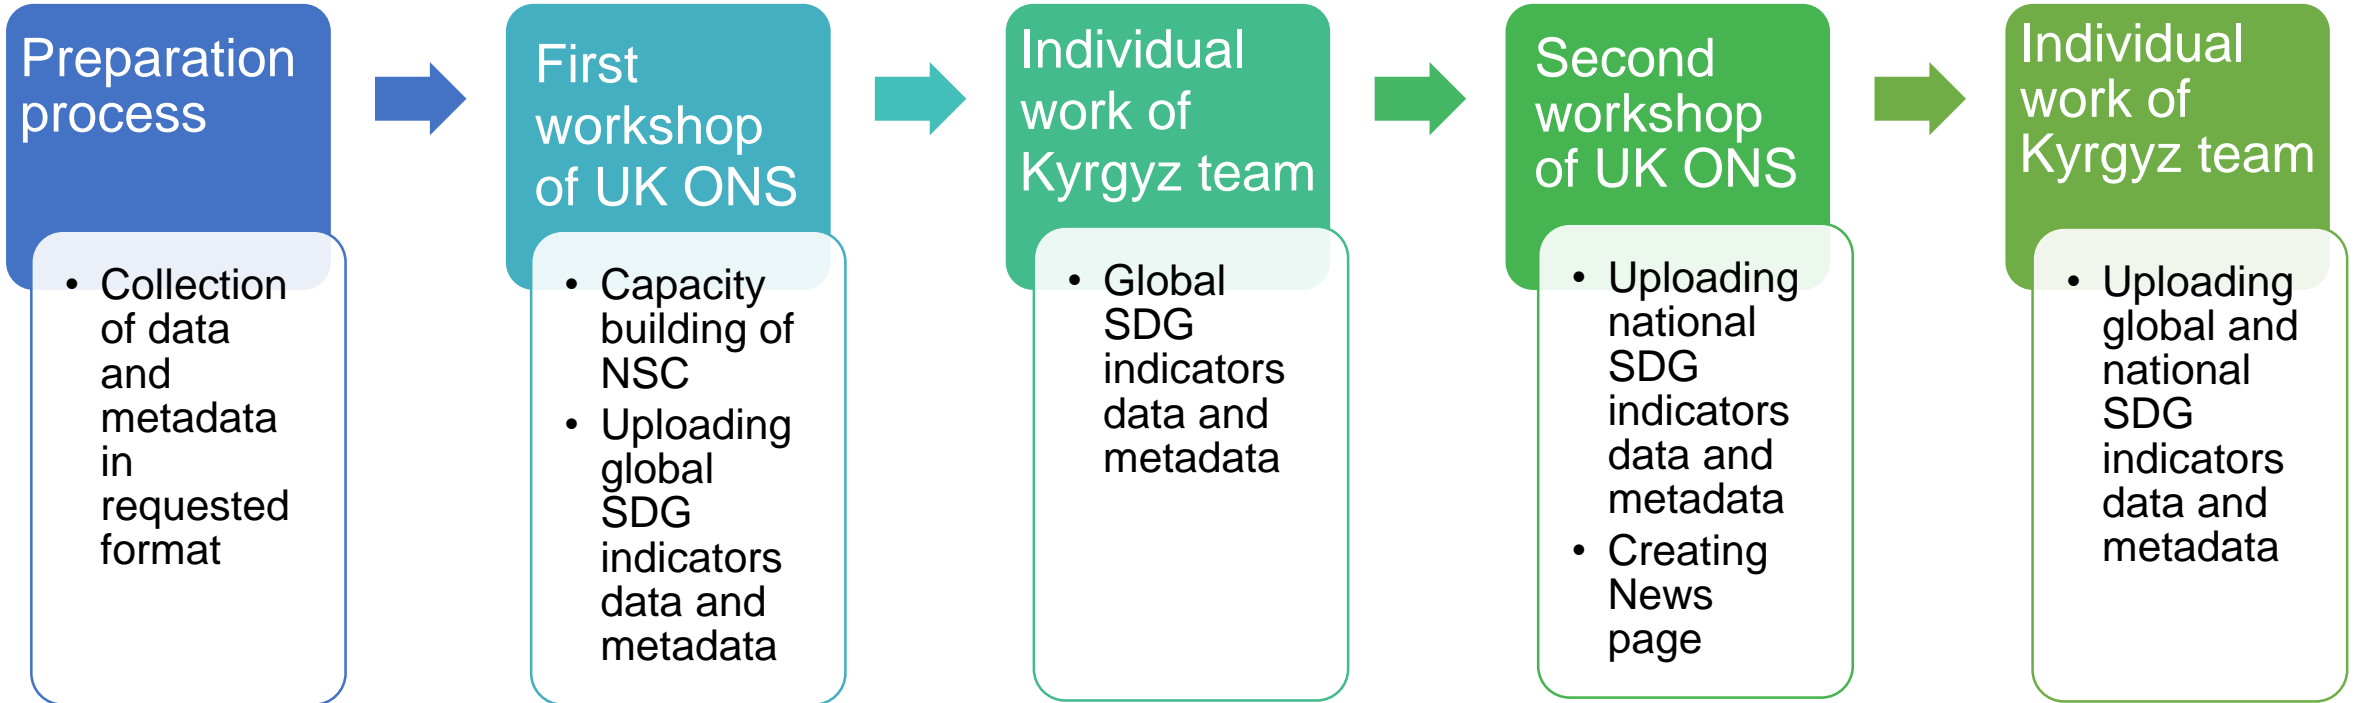 Preparation
process
• Collection
of data
and
metadata
in
requested
format
First
workshop
of UK ONS
• Capacity
building of
NSC
• Uploading
global
SDG
indicators
data and
metadata
Individual
work of
Kyrgyz team
• Global
SDG
indicators
data and
metadata
Second
workshop
of UK ONS
• Uploading
national
SDG
indicators
data and
metadata
• Creating
News
page
Individual
work of
Kyrgyz team
• Uploading
global and
national
SDG
indicators
data and
metadata